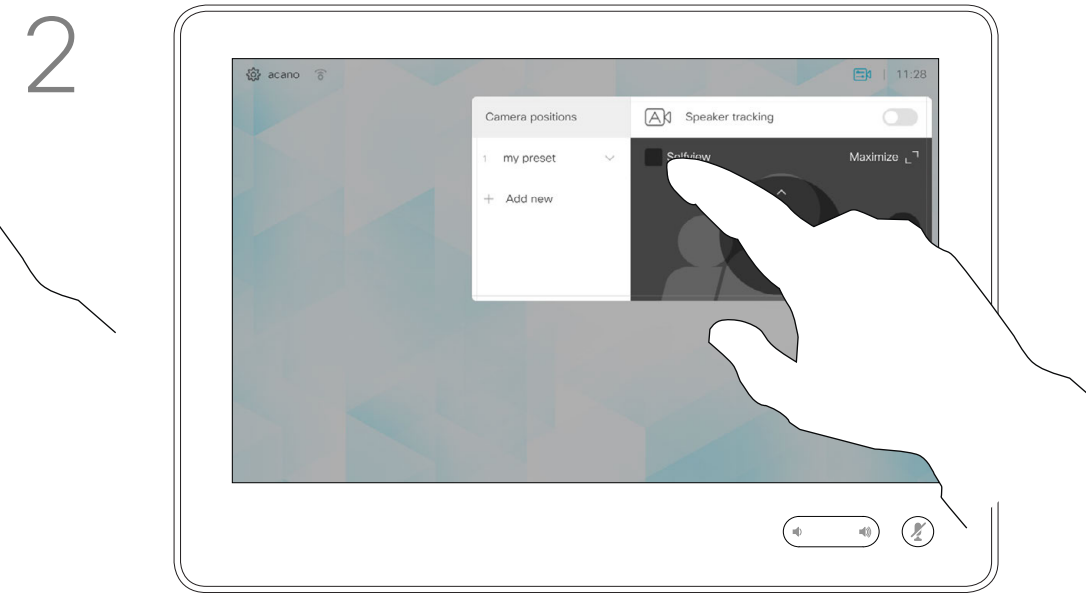 2
acano 11:28
Camera positions Speaker tracking
1 my preset Selfview Maximize
+ Add new